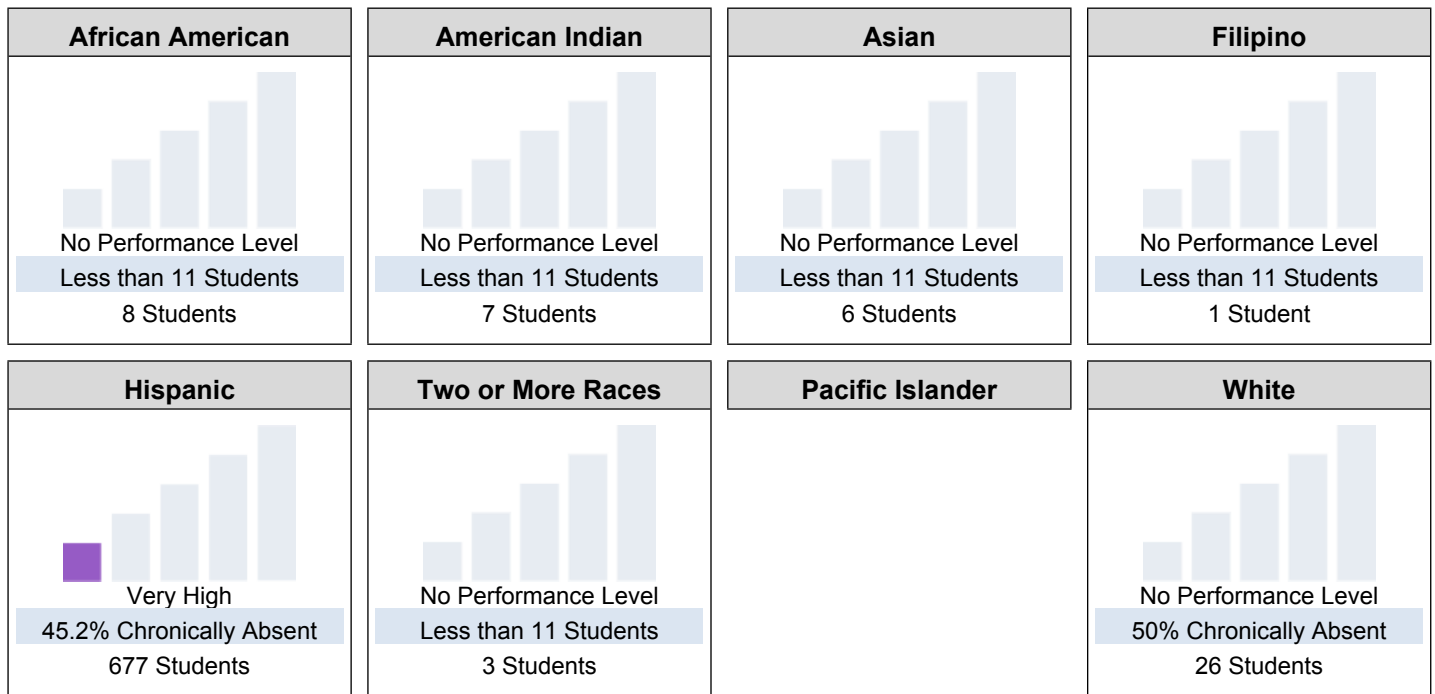 African American
No Performance Level
Less than 11 Students
8 Students
American Indian
No Performance Level
Less than 11 Students
7 Students
Asian
No Performance Level
Less than 11 Students
6 Students
Filipino
No Performance Level
Less than 11 Students
1 Student
Hispanic
Very High
45.2% Chronically Absent
677 Students
Two or More Races
No Performance Level
Less than 11 Students
3 Students
Pacific Islander
White
No Performance Level
50% Chronically Absent
26 Students